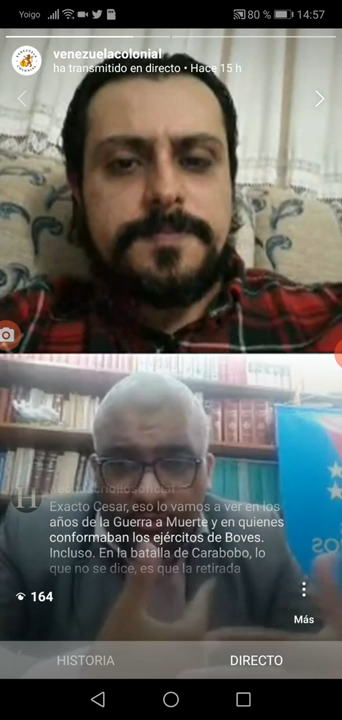 Yoigo
80 %
14:57
venezuelacolonial
ha transmitido en directo • Hace 15 h
Exacto Cesar, eso lo vamos a ver en los
años de la Guerra a Muerte y en quienes
conformaban los ejércitos de Boves.
Incluso. En la batalla de Carabobo, lo
que no se dice, es que la retirada
164
Más
HISTORIA
DIRECTO